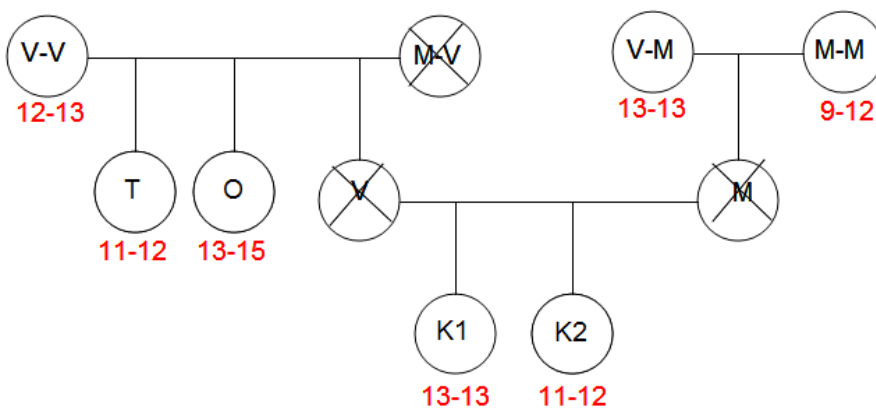 V-V M-V V-M M-M
12-13 13-13 9-12
T O V M
11-12 13-15
K1 K2
13-13 11-12